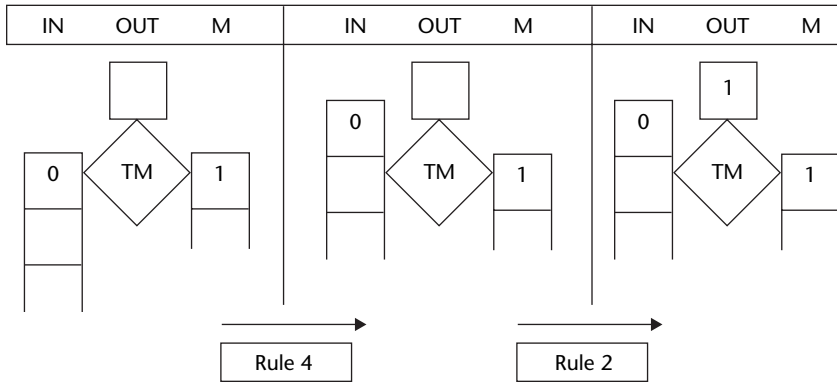 IN OUT M IN OUT M IN OUT M
1
0 0
0 TM 1 TM 1 TM 1
Rule 4 Rule 2